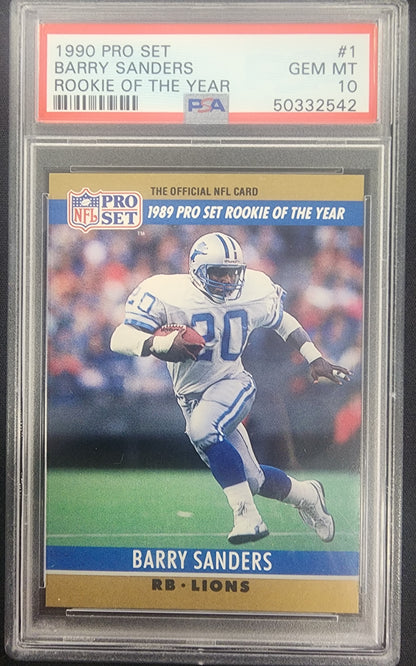 1990 PRO SET #1
BARRY SANDERS GEM MT
ROOKIE OF THE YEAR 10
PSA 50332542
THE OFFICIAL NFL CARD
NFL PRO SET
1989 PRO SET ROOKIE OF THE YEAR
TM
20
BARRY SANDERS
RB • LIONS